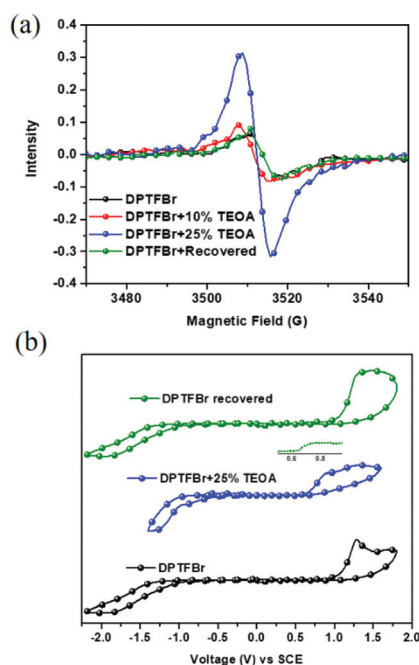 (a)
0.4
0.3
0.2
0.1
0.0
-0.1
-0.2
-0.3
-0.4
Intensity
DPTFBr
DPTFBr+10% TEOA
DPTFBr+25% TEOA
DPTFBr+Recovered
3480 3500 3520 3540
Magnetic Field (G)
(b)
DPTFBr recovered
0.6 0.8
DPTFBr+25% TEOA
DPTFBr
-2.0 -1.5 -1.0 -0.5 0.0 0.5 1.0 1.5 2.0
Voltage (V) vs SCE